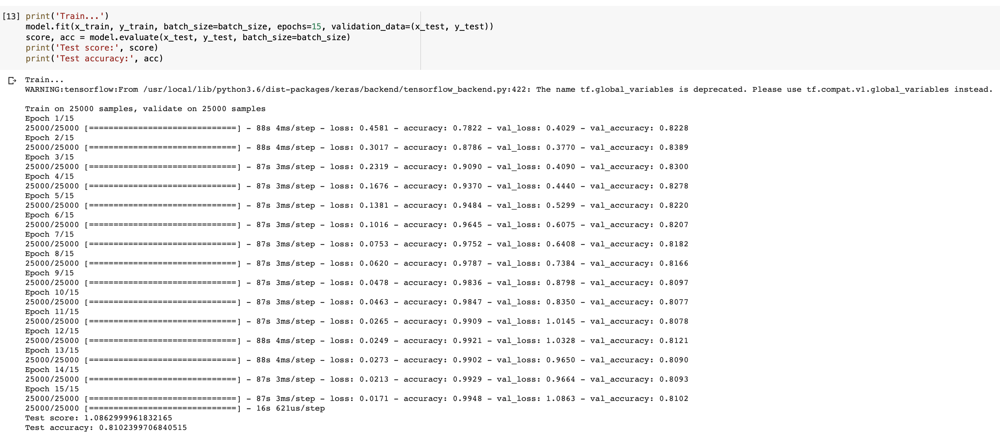 [13] print('Train...')
model.fit(x_train, y_train, batch_size=batch_size, epochs=15, validation_data=(x_test, y_test))
score, acc = model.evaluate(x_test, y_test, batch_size=batch_size)
print('Test score:', score)
print('Test accuracy:', acc)
Train...
WARNING:tensorflow:From /usr/local/lib/python3.6/dist-packages/keras/backend/tensorflow_backend.py:422: The name tf.global_variables is deprecated. Please use tf.compat.v1.global_variables instead.
Train on 25000 samples, validate on 25000 samples
Epoch 1/15
25000/25000 [==============================] - 88s 4ms/step - loss: 0.4581 - accuracy: 0.7822 - val_loss: 0.4029 - val_accuracy: 0.8228
Epoch 2/15
25000/25000 [==============================] - 88s 4ms/step - loss: 0.3017 - accuracy: 0.8786 - val_loss: 0.3770 - val_accuracy: 0.8389
Epoch 3/15
25000/25000 [==============================] - 87s 3ms/step - loss: 0.2319 - accuracy: 0.9090 - val_loss: 0.4090 - val_accuracy: 0.8300
Epoch 4/15
25000/25000 [==============================] - 87s 3ms/step - loss: 0.1676 - accuracy: 0.9370 - val_loss: 0.4440 - val_accuracy: 0.8278
Epoch 5/15
25000/25000 [==============================] - 87s 3ms/step - loss: 0.1381 - accuracy: 0.9484 - val_loss: 0.5299 - val_accuracy: 0.8220
Epoch 6/15
25000/25000 [==============================] - 87s 3ms/step - loss: 0.1016 - accuracy: 0.9645 - val_loss: 0.6075 - val_accuracy: 0.8207
Epoch 7/15
25000/25000 [==============================] - 87s 3ms/step - loss: 0.0753 - accuracy: 0.9752 - val_loss: 0.6408 - val_accuracy: 0.8182
Epoch 8/15
25000/25000 [==============================] - 87s 3ms/step - loss: 0.0620 - accuracy: 0.9787 - val_loss: 0.7384 - val_accuracy: 0.8166
Epoch 9/15
25000/25000 [==============================] - 87s 3ms/step - loss: 0.0478 - accuracy: 0.9836 - val_loss: 0.8798 - val_accuracy: 0.8097
Epoch 10/15
25000/25000 [==============================] - 87s 3ms/step - loss: 0.0463 - accuracy: 0.9847 - val_loss: 0.8350 - val_accuracy: 0.8077
Epoch 11/15
25000/25000 [==============================] - 87s 3ms/step - loss: 0.0265 - accuracy: 0.9909 - val_loss: 1.0145 - val_accuracy: 0.8078
Epoch 12/15
25000/25000 [==============================] - 88s 4ms/step - loss: 0.0249 - accuracy: 0.9921 - val_loss: 1.0328 - val_accuracy: 0.8121
Epoch 13/15
25000/25000 [==============================] - 88s 4ms/step - loss: 0.0273 - accuracy: 0.9902 - val_loss: 0.9650 - val_accuracy: 0.8090
Epoch 14/15
25000/25000 [==============================] - 87s 3ms/step - loss: 0.0213 - accuracy: 0.9929 - val_loss: 0.9664 - val_accuracy: 0.8093
Epoch 15/15
25000/25000 [==============================] - 87s 3ms/step - loss: 0.0171 - accuracy: 0.9948 - val_loss: 1.0863 - val_accuracy: 0.8102
25000/25000 [==============================] - 16s 621us/step
Test score: 1.0862999961832165
Test accuracy: 0.8102399706840515